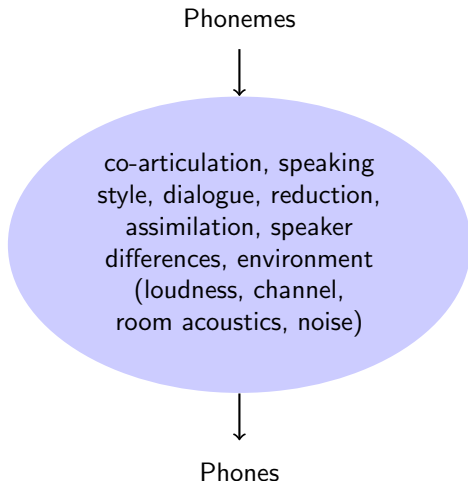 Phonemes
co-articulation, speaking
style, dialogue, reduction,
assimilation, speaker
differences, environment
(loudness, channel,
room acoustics, noise)
Phones